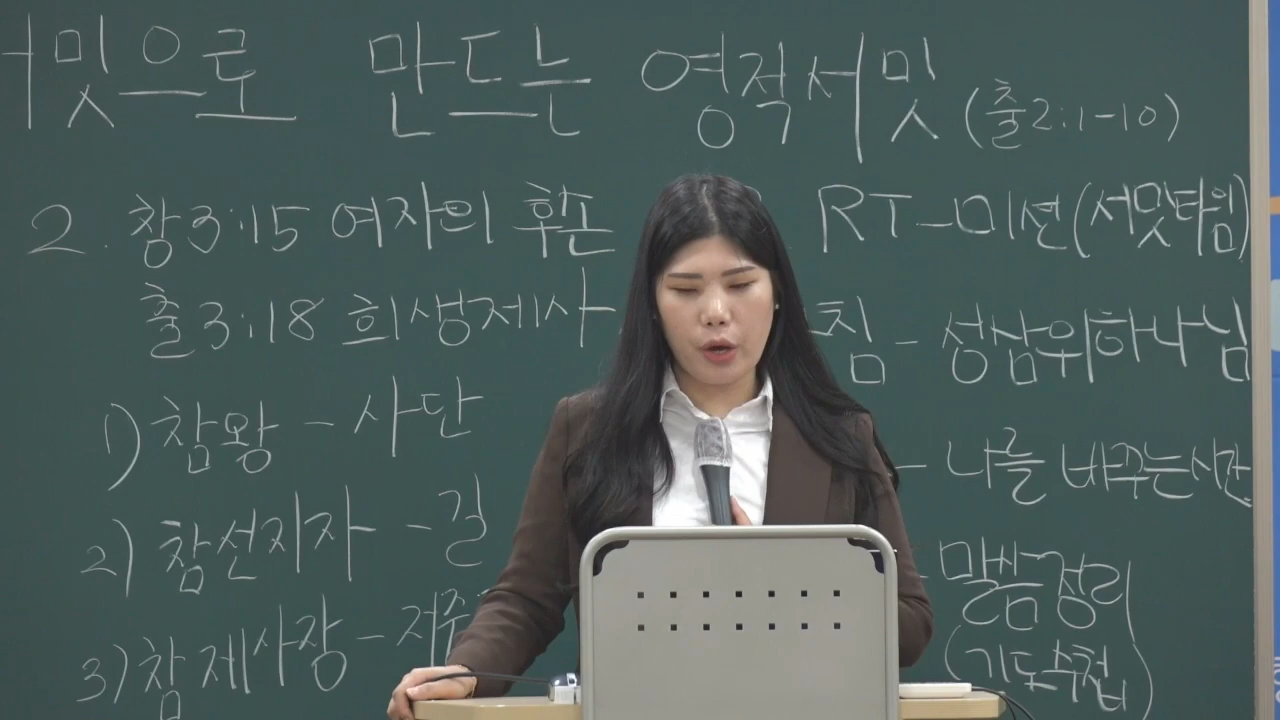 밋으로 만드는 영적서밋 (출2:1-10)
2. 창3:15 여자의 후손
출3:18 희생제사
1) 참왕 - 사단
2) 참선지자 - 길
3) 참제사장 - 저주
RT-미션(서밋타임)
침 - 성삼위하나님
- 나를 바꾸는시간
- 말씀정리
(기도수첩)